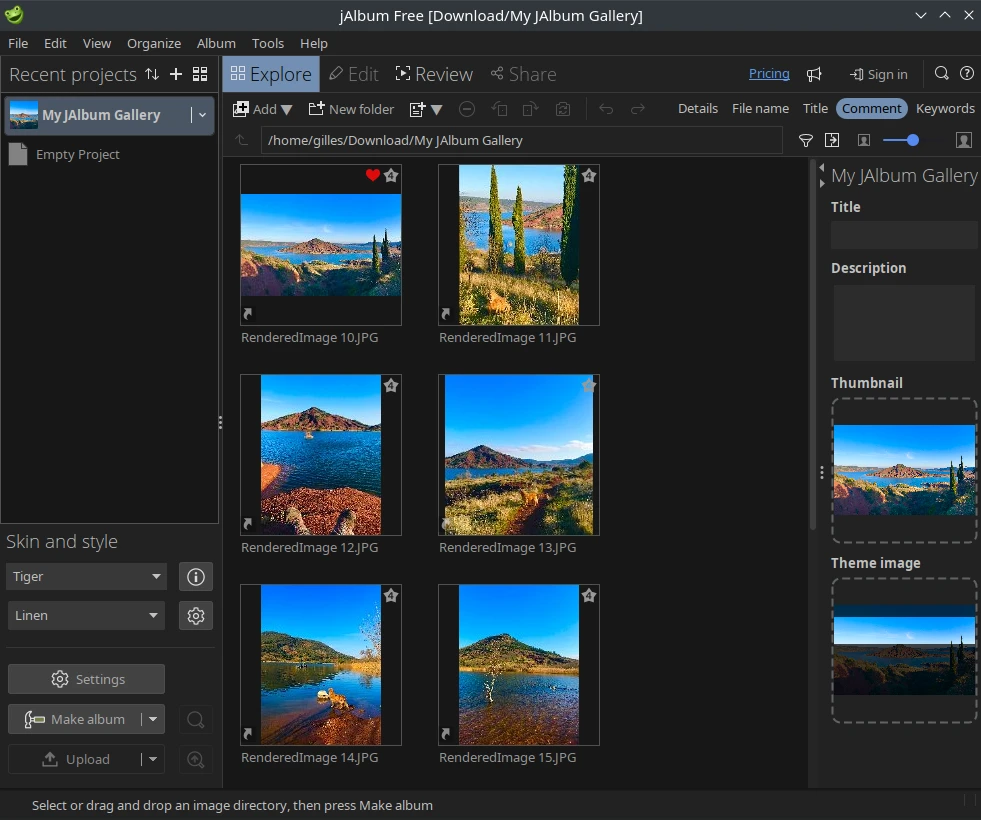 jAlbum Free [Download/My JAlbum Gallery]
File Edit View Organize Album Tools Help
Recent projects
Explore Edit Review Share Pricing Sign in
My JAlbum Gallery
Empty Project
Add New folder Details File name Title Comment Keywords
/home/gilles/Download/My JAlbum Gallery
RenderedImage 10.JPG
RenderedImage 11.JPG
RenderedImage 12.JPG
RenderedImage 13.JPG
RenderedImage 14.JPG
RenderedImage 15.JPG
My JAlbum Gallery
Title
Description
Thumbnail
Theme image
Skin and style
Tiger
Linen
Settings
Make album
Upload
Select or drag and drop an image directory, then press Make album